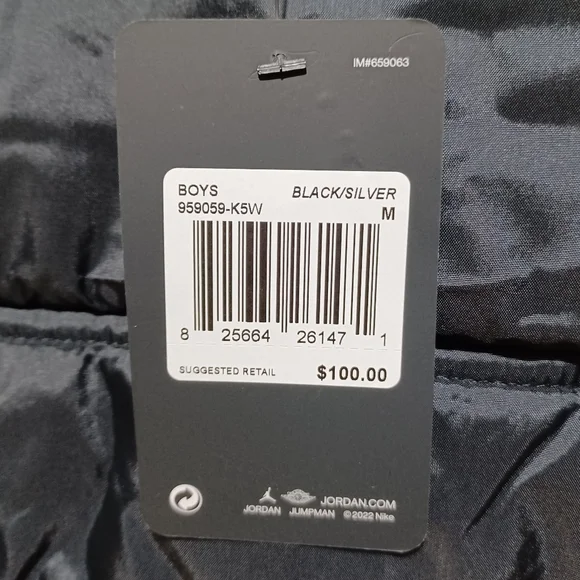 IM#659063
BOYS BLACK/SILVER
959059-K5W M
8 25664 26147 1
SUGGESTED RETAIL $100.00
JORDAN.COM
JORDAN JUMPMAN ©2022 Nike